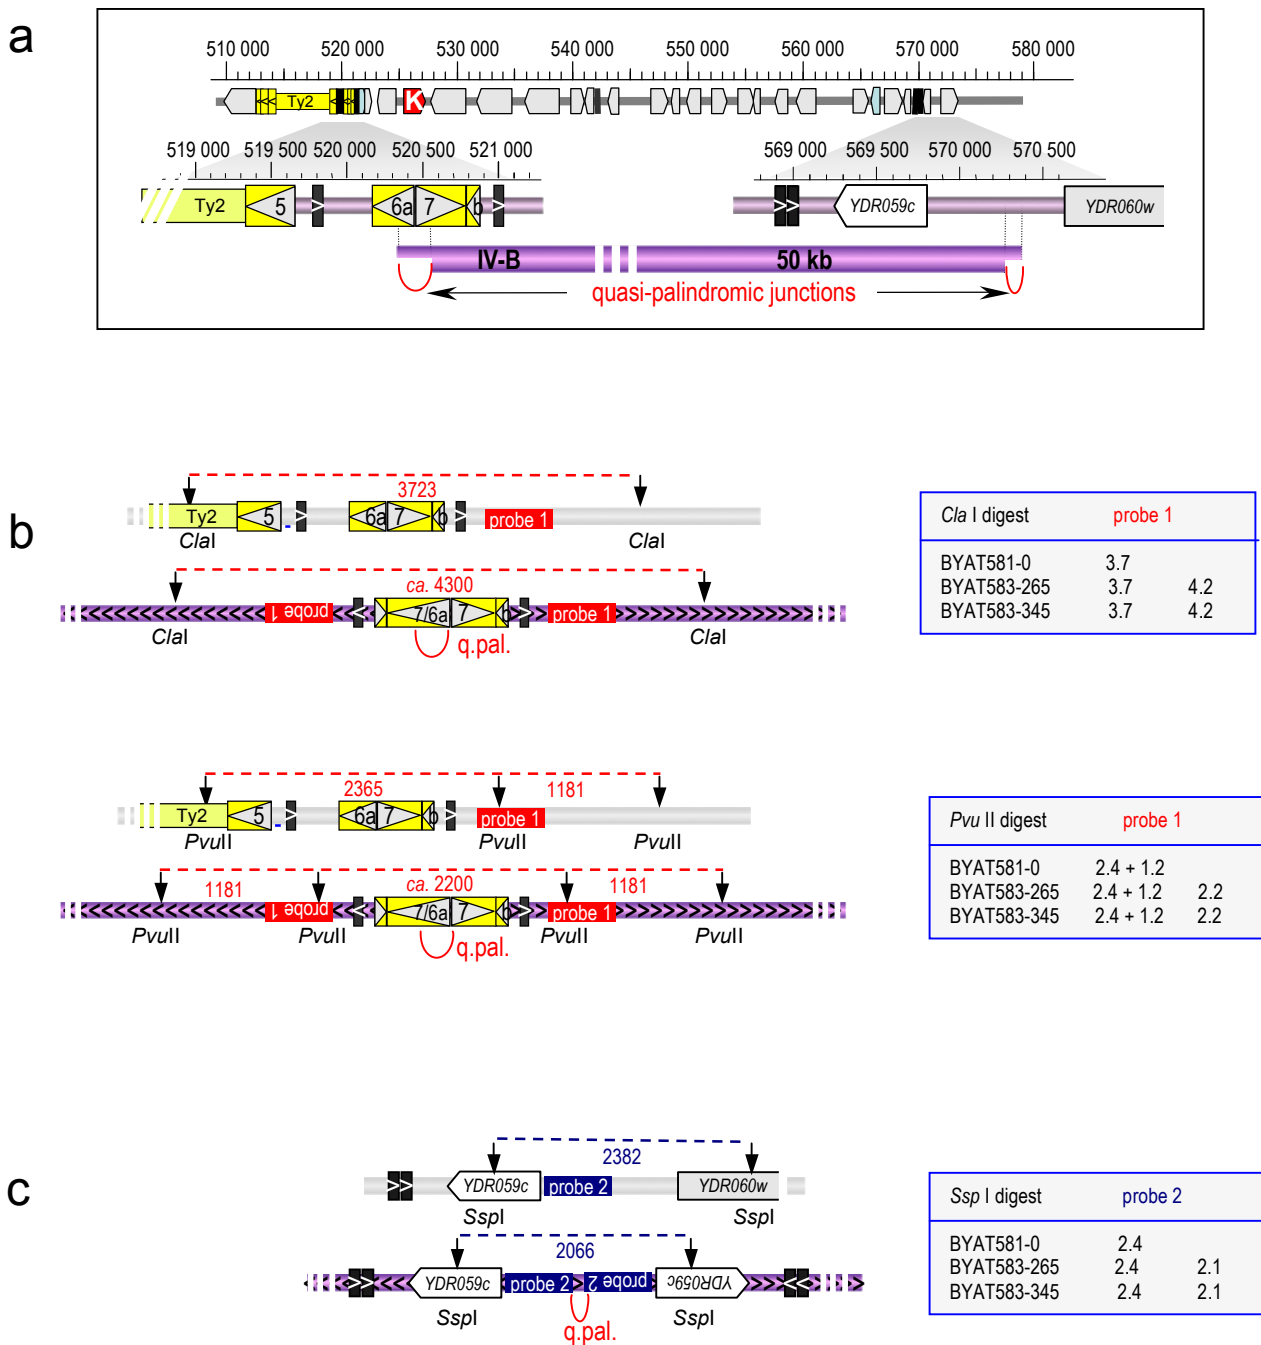 a
510 000 520 000 530 000 540 000 550 000 560 000 570 000 580 000
Ty2 K
519 000 519 500 520 000 520 500 521 000 569 000 569 500 570 000 570 500
Ty2 5 6a 7 b YDR059c YDR060w
IV-B 50 kb
quasi-palindromic junctions
b
3723
Ty2 5 6a 7 b probe 1
ClaI ClaI
ca. 4300
probe 1 7/6a 7 b probe 1
ClaI ClaI
q.pal.
Cla I digest probe 1
BYAT581-0 3.7
BYAT583-265 3.7 4.2
BYAT583-345 3.7 4.2
2365 1181
Ty2 5 6a 7 b probe 1
PvuII PvuII PvuII
1181 ca. 2200 1181
probe 1 7/6a 7 b probe 1
PvuII PvuII PvuII PvuII
q.pal.
Pvu II digest probe 1
BYAT581-0 2.4 + 1.2
BYAT583-265 2.4 + 1.2 2.2
BYAT583-345 2.4 + 1.2 2.2
c
2382
YDR059c probe 2 YDR060w
SspI SspI
2066
YDR059c probe 2 probe 2 YDR059c
SspI SspI
q.pal.
Ssp I digest probe 2
BYAT581-0 2.4
BYAT583-265 2.4 2.1
BYAT583-345 2.4 2.1